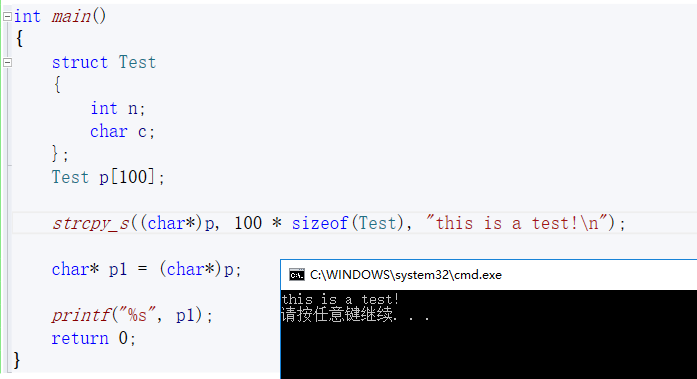 int main()
{
    struct Test
    {
        int n;
        char c;
    };
    Test p[100];
    strcpy_s((char*)p, 100 * sizeof(Test), "this is a test!\n");
    char* p1 = (char*)p;
    printf("%s", p1);
    return 0;
}
C:\WINDOWS\system32\cmd.exe
this is a test!
请按任意键继续. . .